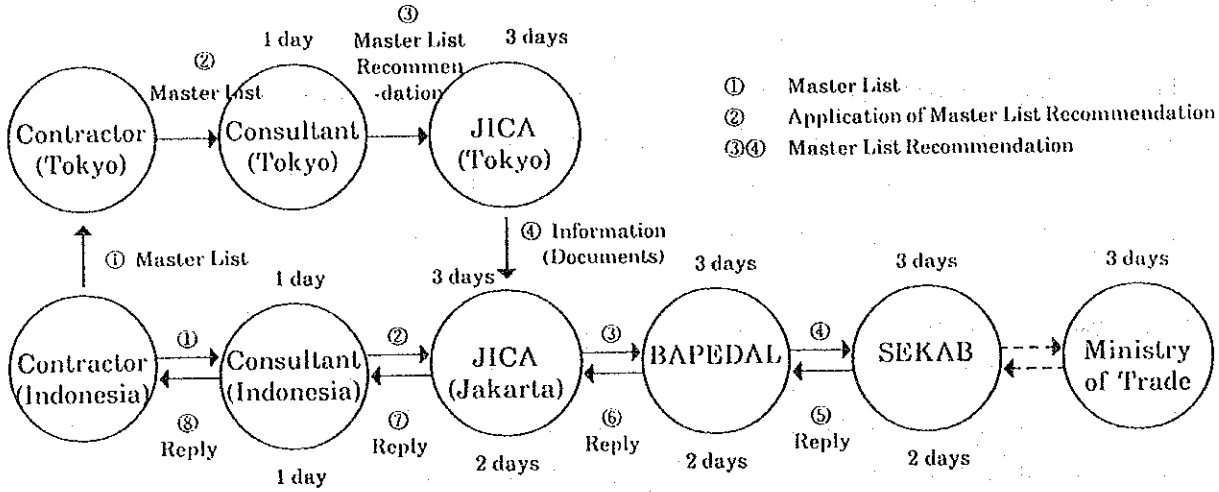 ③
1 day
Master List
3 days
②
Recommen
Master List
-dation
Contractor
(Tokyo)
Consultant
(Tokyo)
JICA
(Tokyo)
① Master List
② Application of Master List Recommendation
③④ Master List Recommendation
① Master List
④ Information
(Documents)
1 day
3 days
3 days
3 days
3 days
①
②
③
④
Contractor
(Indonesia)
Consultant
(Indonesia)
JICA
(Jakarta)
BAPEDAL
SEKAB
Ministry
of Trade
⑧
Reply
⑦
Reply
⑥
Reply
⑤
Reply
1 day
2 days
2 days
2 days